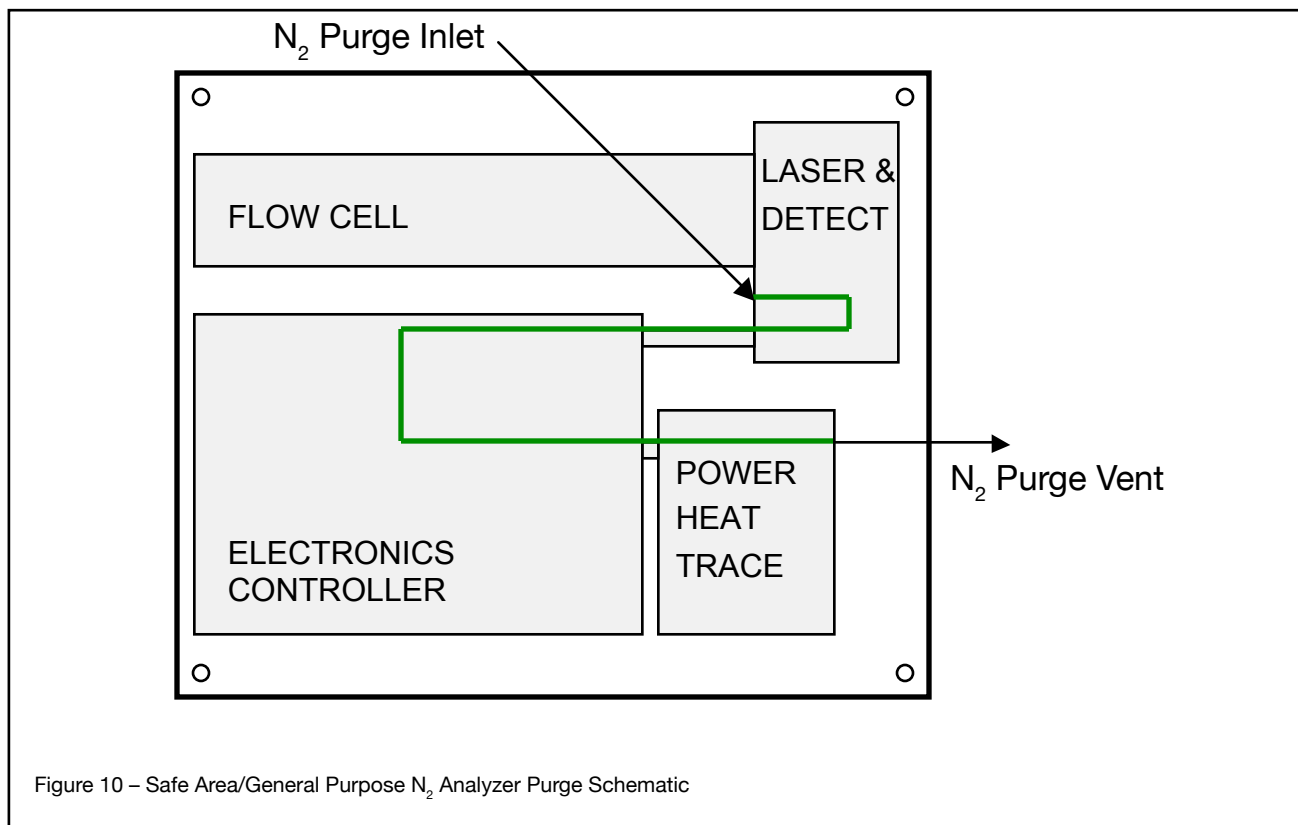 N₂ Purge Inlet
LASER &
DETECT
FLOW CELL
N₂ Purge Vent
POWER
HEAT
TRACE
ELECTRONICS
CONTROLLER
Figure 10 – Safe Area/General Purpose N₂ Analyzer Purge Schematic